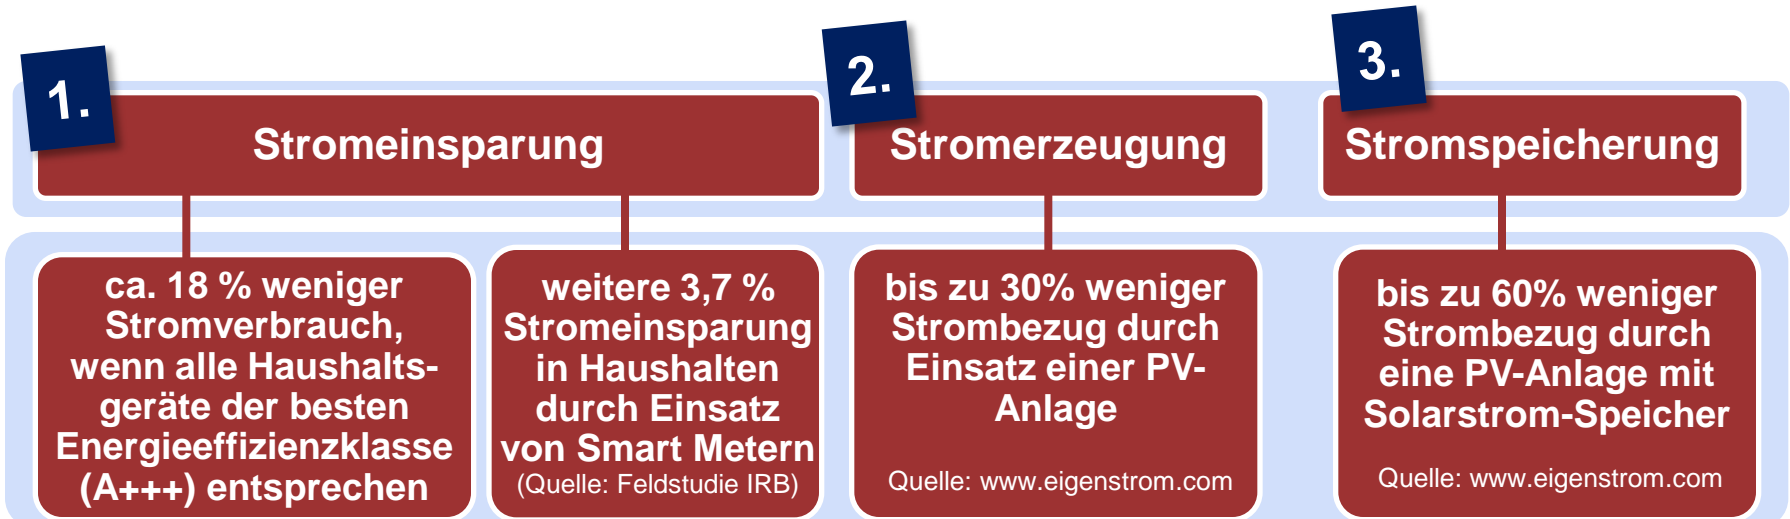 1.
Stromeinsparung
ca. 18 % weniger
Stromverbrauch,
wenn alle Haushalts-
geräte der besten
Energieeffizienzklasse
(A+++) entsprechen
weitere 3,7 %
Stromeinsparung
in Haushalten
durch Einsatz
von Smart Metern
(Quelle: Feldstudie IRB)
2.
Stromerzeugung
bis zu 30% weniger
Strombezug durch
Einsatz einer PV-
Anlage
Quelle: www.eigenstrom.com
3.
Stromspeicherung
bis zu 60% weniger
Strombezug durch
eine PV-Anlage mit
Solarstrom-Speicher
Quelle: www.eigenstrom.com